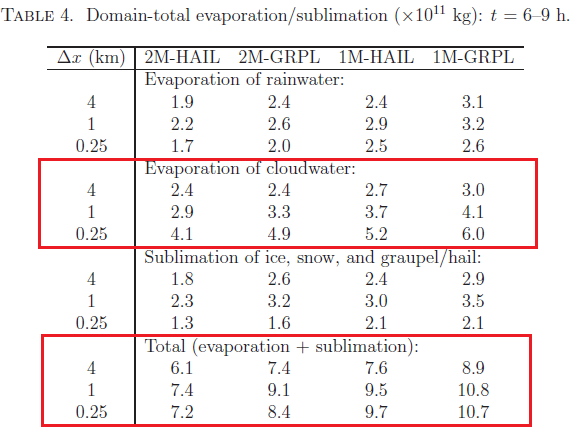 TABLE 4. Domain-total evaporation/sublimation (×10¹¹ kg): t = 6–9 h.
Δx (km) 2M-HAIL 2M-GRPL 1M-HAIL 1M-GRPL
Evaporation of rainwater:
4 1.9 2.4 2.4 3.1
1 2.2 2.6 2.9 3.2
0.25 1.7 2.0 2.5 2.6
Evaporation of cloudwater:
4 2.4 2.4 2.7 3.0
1 2.9 3.3 3.7 4.1
0.25 4.1 4.9 5.2 6.0
Sublimation of ice, snow, and graupel/hail:
4 1.8 2.6 2.4 2.9
1 2.3 3.2 3.0 3.5
0.25 1.3 1.6 2.1 2.1
Total (evaporation + sublimation):
4 6.1 7.4 7.6 8.9
1 7.4 9.1 9.5 10.8
0.25 7.2 8.4 9.7 10.7